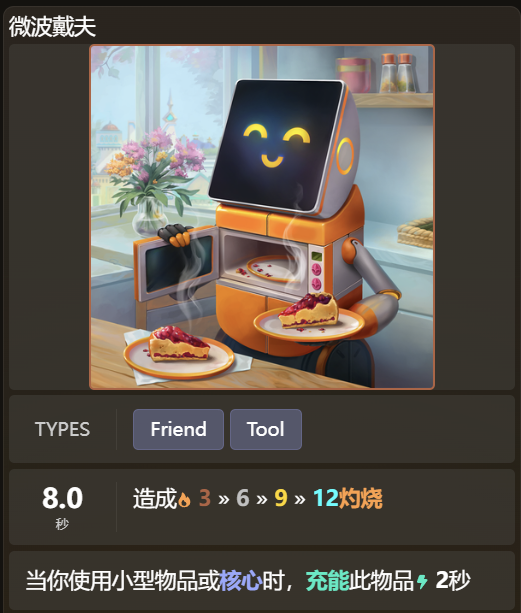 微波戴夫
TYPES Friend Tool
8.0 造成 3 » 6 » 9 » 12灼烧
秒
当你使用小型物品或核心时，充能此物品 2秒